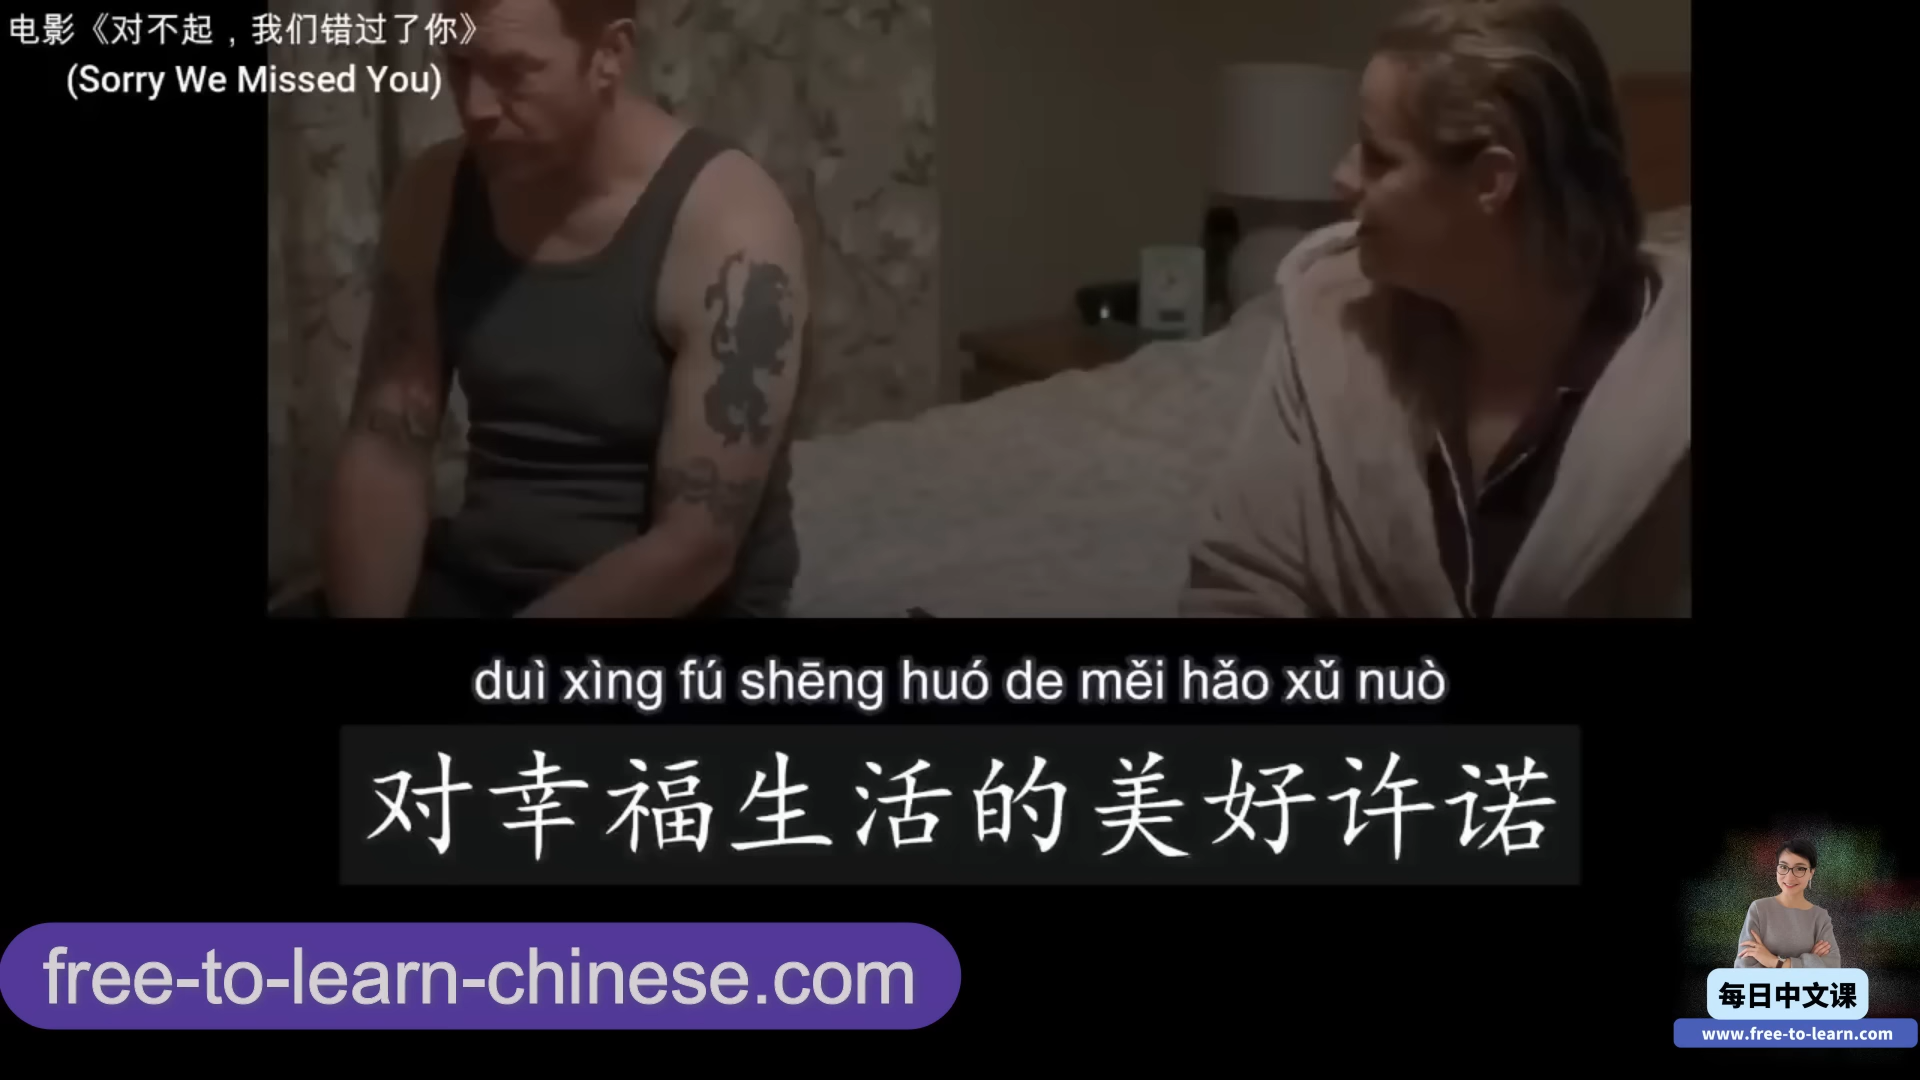 电影《对不起，我们错过了你》
(Sorry We Missed You)
duì xìng fú shēng huó de měi hǎo xǔ nuò
对幸福生活的美好许诺
free-to-learn-chinese.com
每日中文课
www.free-to-learn.com